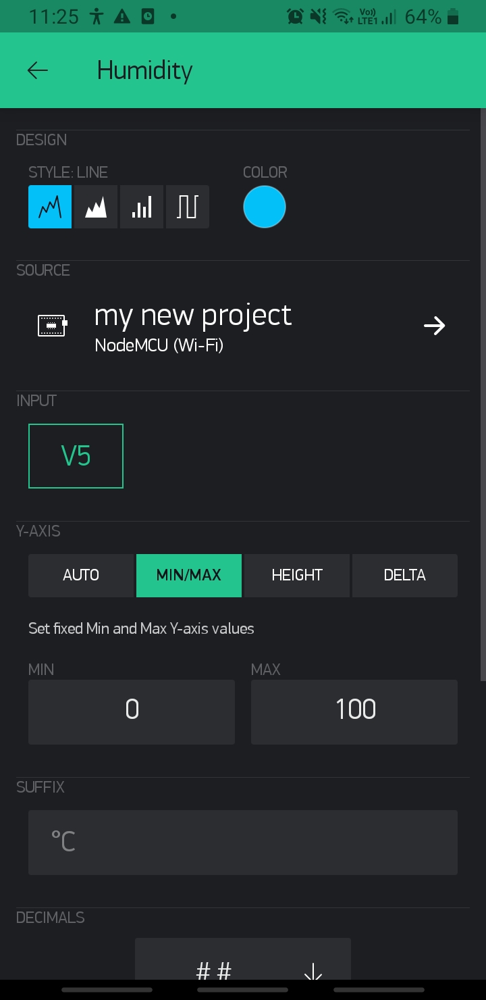 11:25
Vo))
LTE1
64%
Humidity
DESIGN
STYLE: LINE
COLOR
SOURCE
my new project
NodeMCU (Wi-Fi)
INPUT
V5
Y-AXIS
AUTO
MIN/MAX
HEIGHT
DELTA
Set fixed Min and Max Y-axis values
MIN
MAX
0
100
SUFFIX
°C
DECIMALS
# #